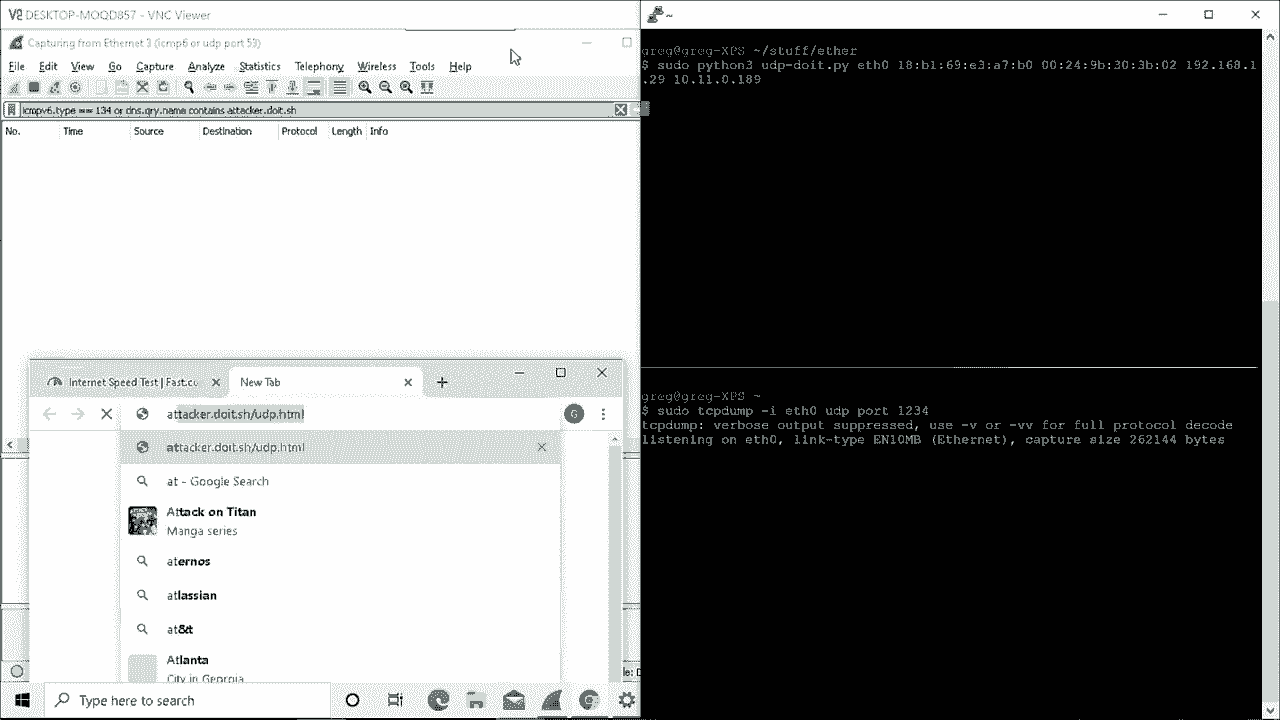 DESKTOP-MOQD857 - VNC Viewer
Capturing from Ethernet 3 (icmp6 or udp port 53)
File Edit View Go Capture Analyze Statistics Telephony Wireless Tools Help
icmpv6.type == 134 or dns.qry.name contains attacker.doit.sh
No. Time Source Destination Protocol Length Info
Internet Speed Test | Fast.co
New Tab
attacker.doit.sh/udp.html
G
attacker.doit.sh/udp.html
at - Google Search
Attack on Titan
Manga series
aternos
atlassian
at&t
Atlanta
City in Georgia
Type here to search
~
greg@greg-XPS ~/stuff/ether
$ sudo python3 udp-doit.py eth0 18:b1:69:e3:a7:b0 00:24:9b:30:3b:02 192.168.1
.29 10.11.0.189
greg@greg-XPS ~
$ sudo tcpdump -i eth0 udp port 1234
tcpdump: verbose output suppressed, use -v or -vv for full protocol decode
listening on eth0, link-type EN10MB (Ethernet), capture size 262144 bytes